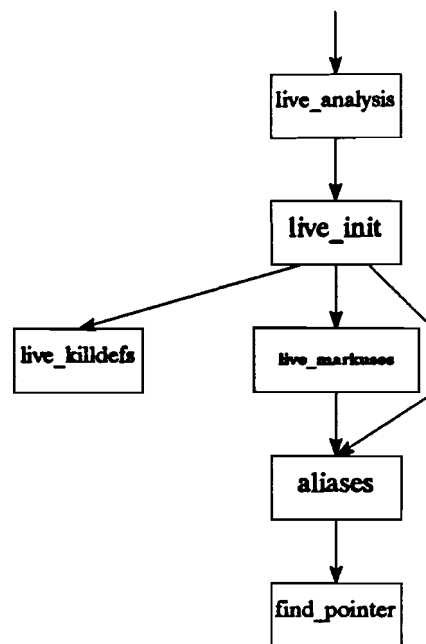 live_analysis
live_init
live_killdefs
live_markuses
aliases
find_pointer